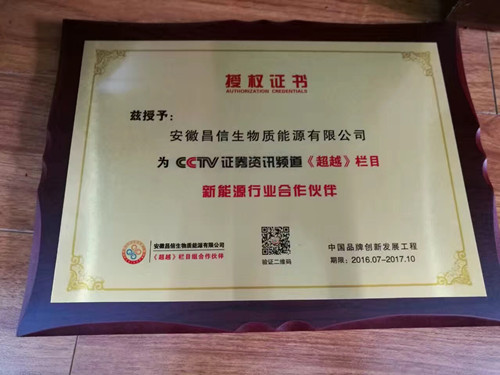 授权证书
AUTHORIZATION CREDENTIALS
兹授予：
安徽昌信生物质能源有限公司
为 CCTV 证券资讯频道《超越》栏目
新能源行业合作伙伴
安徽昌信生物质能源有限公司
《超越》栏目组合作伙伴
验证二维码
中国品牌创新发展工程
期限：2016.07-2017.10